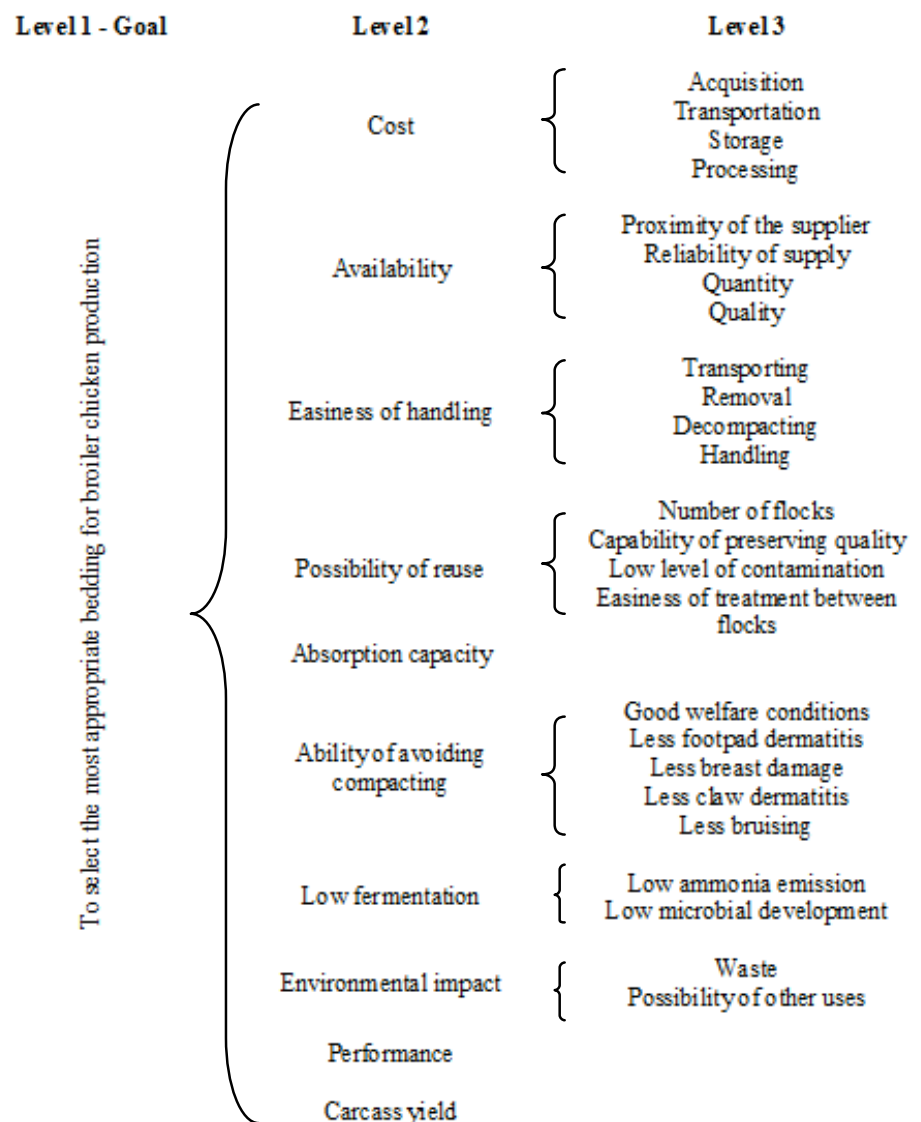 Level 1 - Goal
Level 2
Level 3
To select the most appropriate bedding for broiler chicken production
Cost
Acquisition
Transportation
Storage
Processing
Availability
Proximity of the supplier
Reliability of supply
Quantity
Quality
Easiness of handling
Transporting
Removal
Decompacting
Handling
Possibility of reuse
Number of flocks
Capability of preserving quality
Low level of contamination
Easiness of treatment between
flocks
Absorption capacity
Ability of avoiding
compacting
Good welfare conditions
Less footpad dermatitis
Less breast damage
Less claw dermatitis
Less bruising
Low fermentation
Low ammonia emission
Low microbial development
Environmental impact
Waste
Possibility of other uses
Performance
Carcass yield